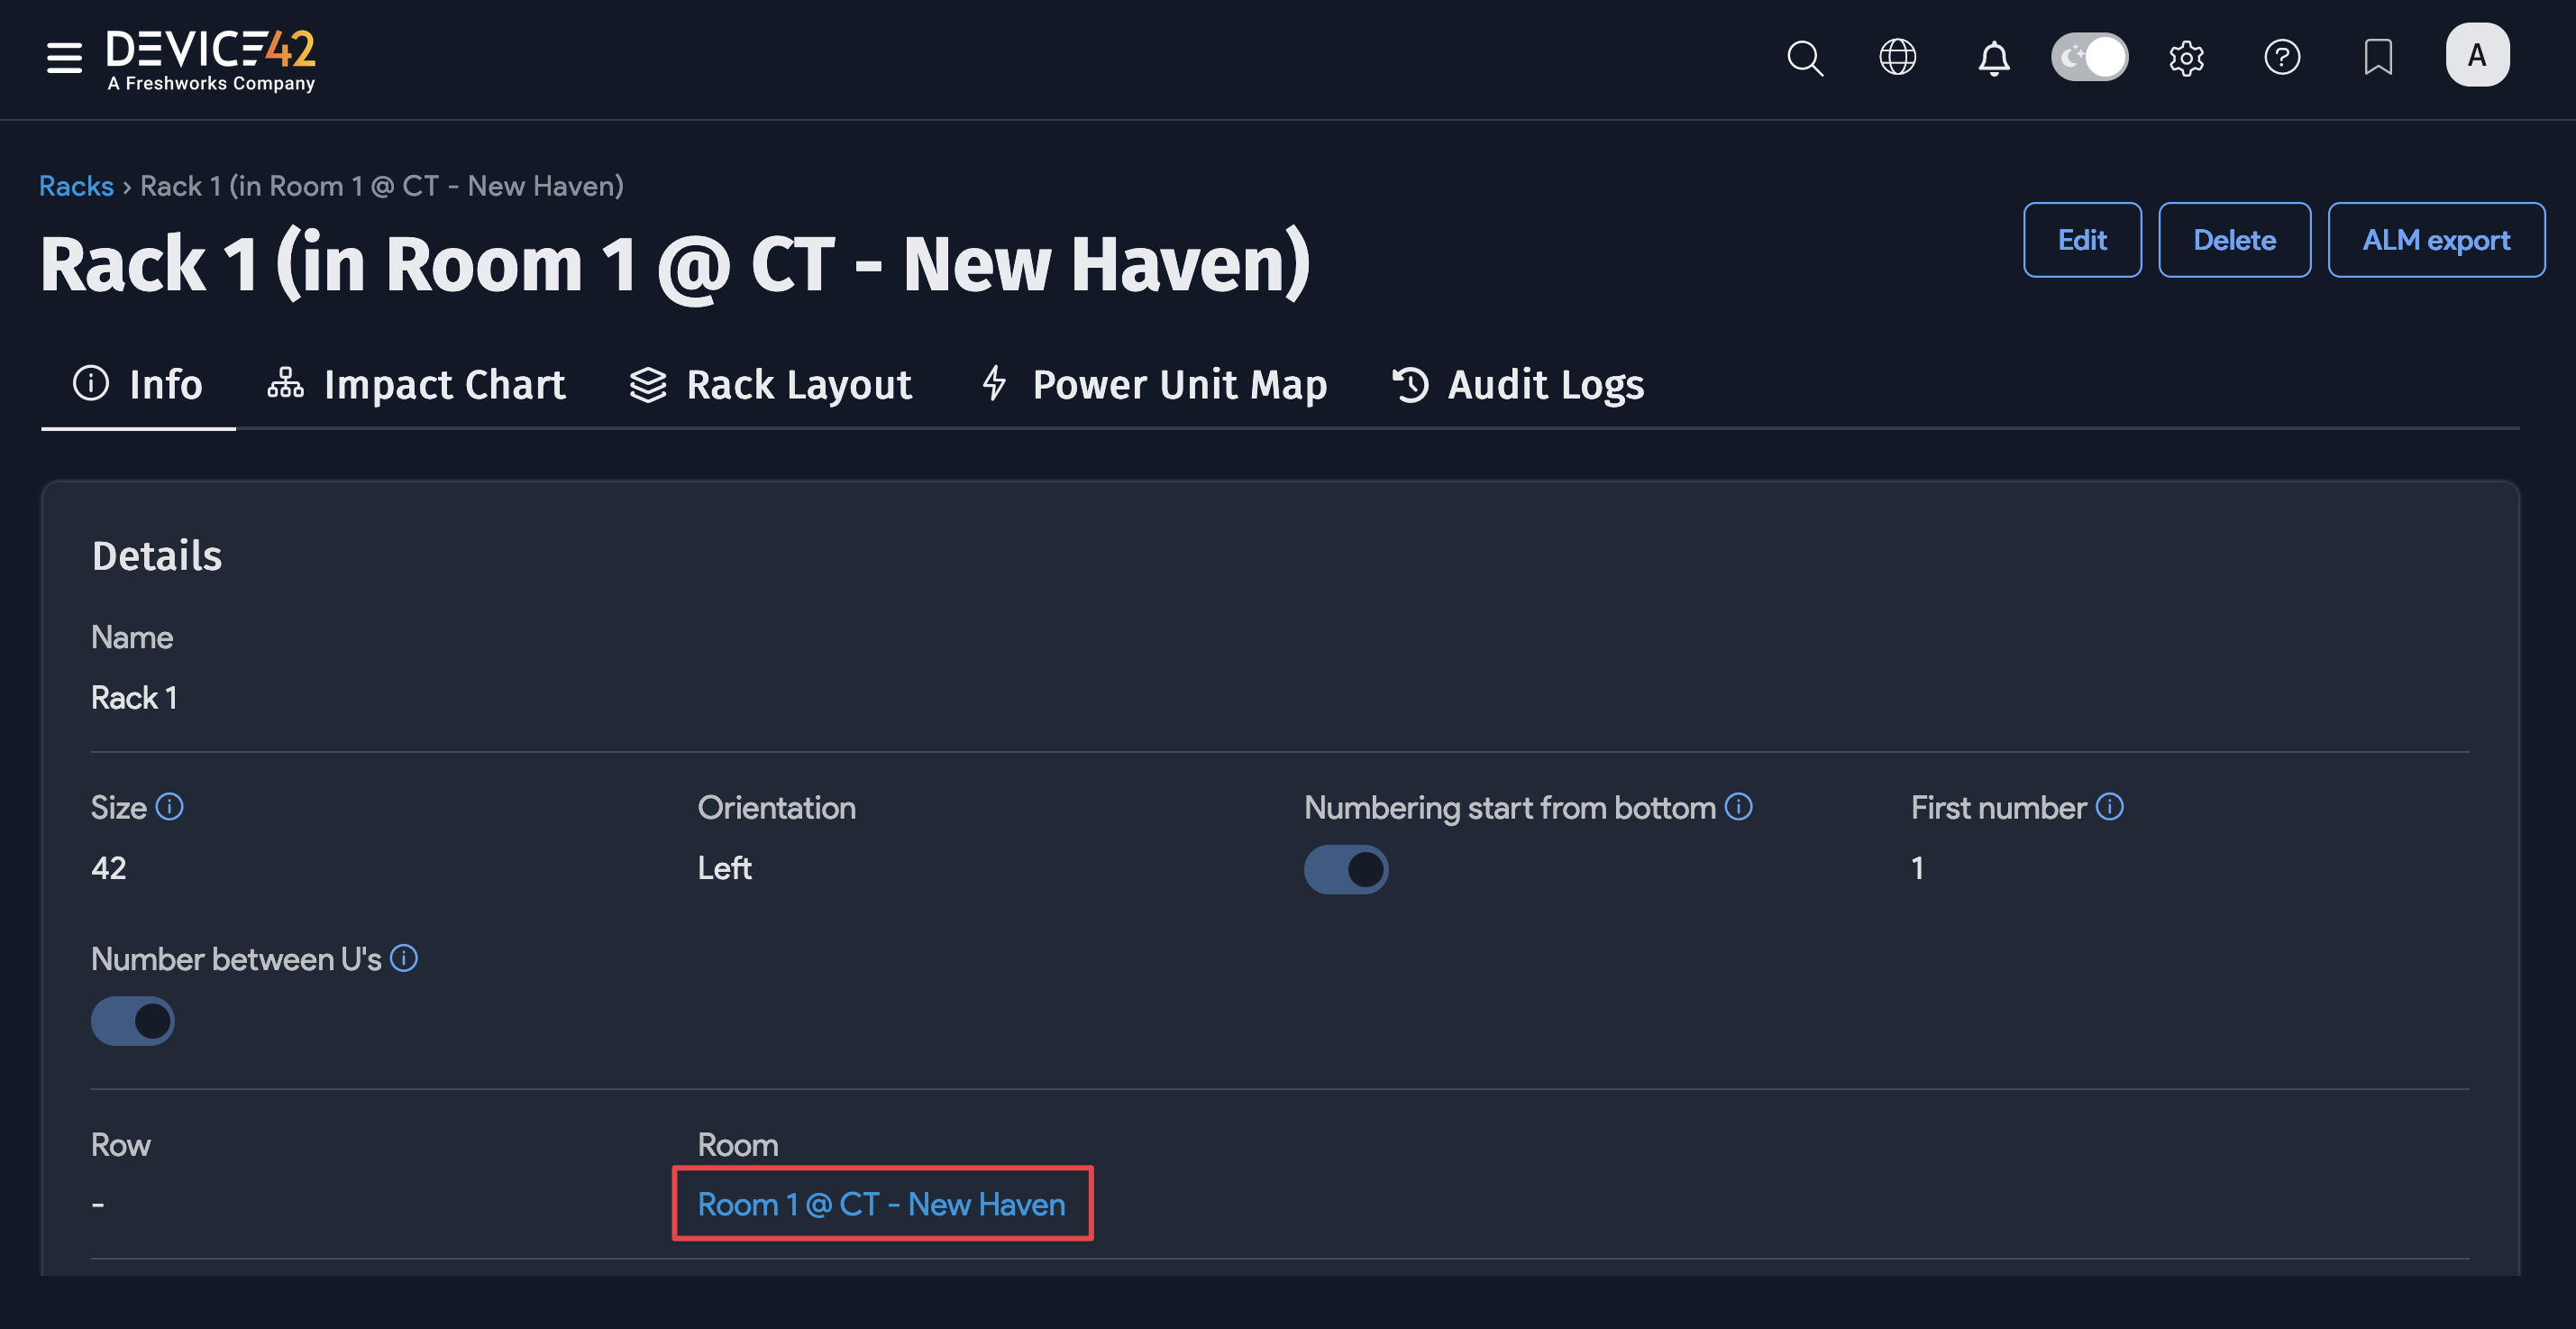 DEVICE42
A Freshworks Company
A
Racks › Rack 1 (in Room 1 @ CT - New Haven)
Rack 1 (in Room 1 @ CT - New Haven)
Edit
Delete
ALM export
Info
Impact Chart
Rack Layout
Power Unit Map
Audit Logs
Details
Name
Rack 1
Size
Orientation
Numbering start from bottom
First number
42
Left
1
Number between U's
Row
Room
-
Room 1 @ CT - New Haven